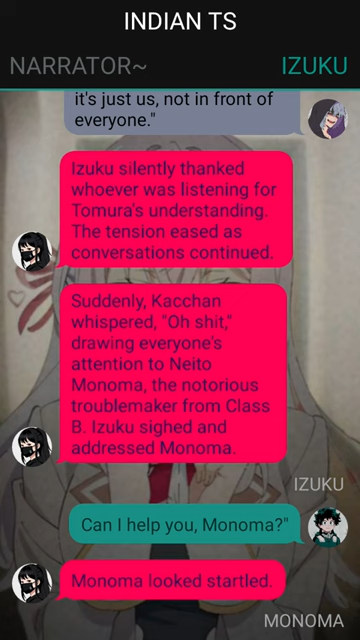 INDIAN TS
NARRATOR~ IZUKU
it's just us, not in front of
everyone."
Izuku silently thanked
whoever was listening for
Tomura's understanding.
The tension eased as
conversations continued.
Suddenly, Kacchan
whispered, "Oh shit,"
drawing everyone's
attention to Neito
Monoma, the notorious
troublemaker from Class
B. Izuku sighed and
addressed Monoma.
IZUKU
Can I help you, Monoma?"
Monoma looked startled.
MONOMA